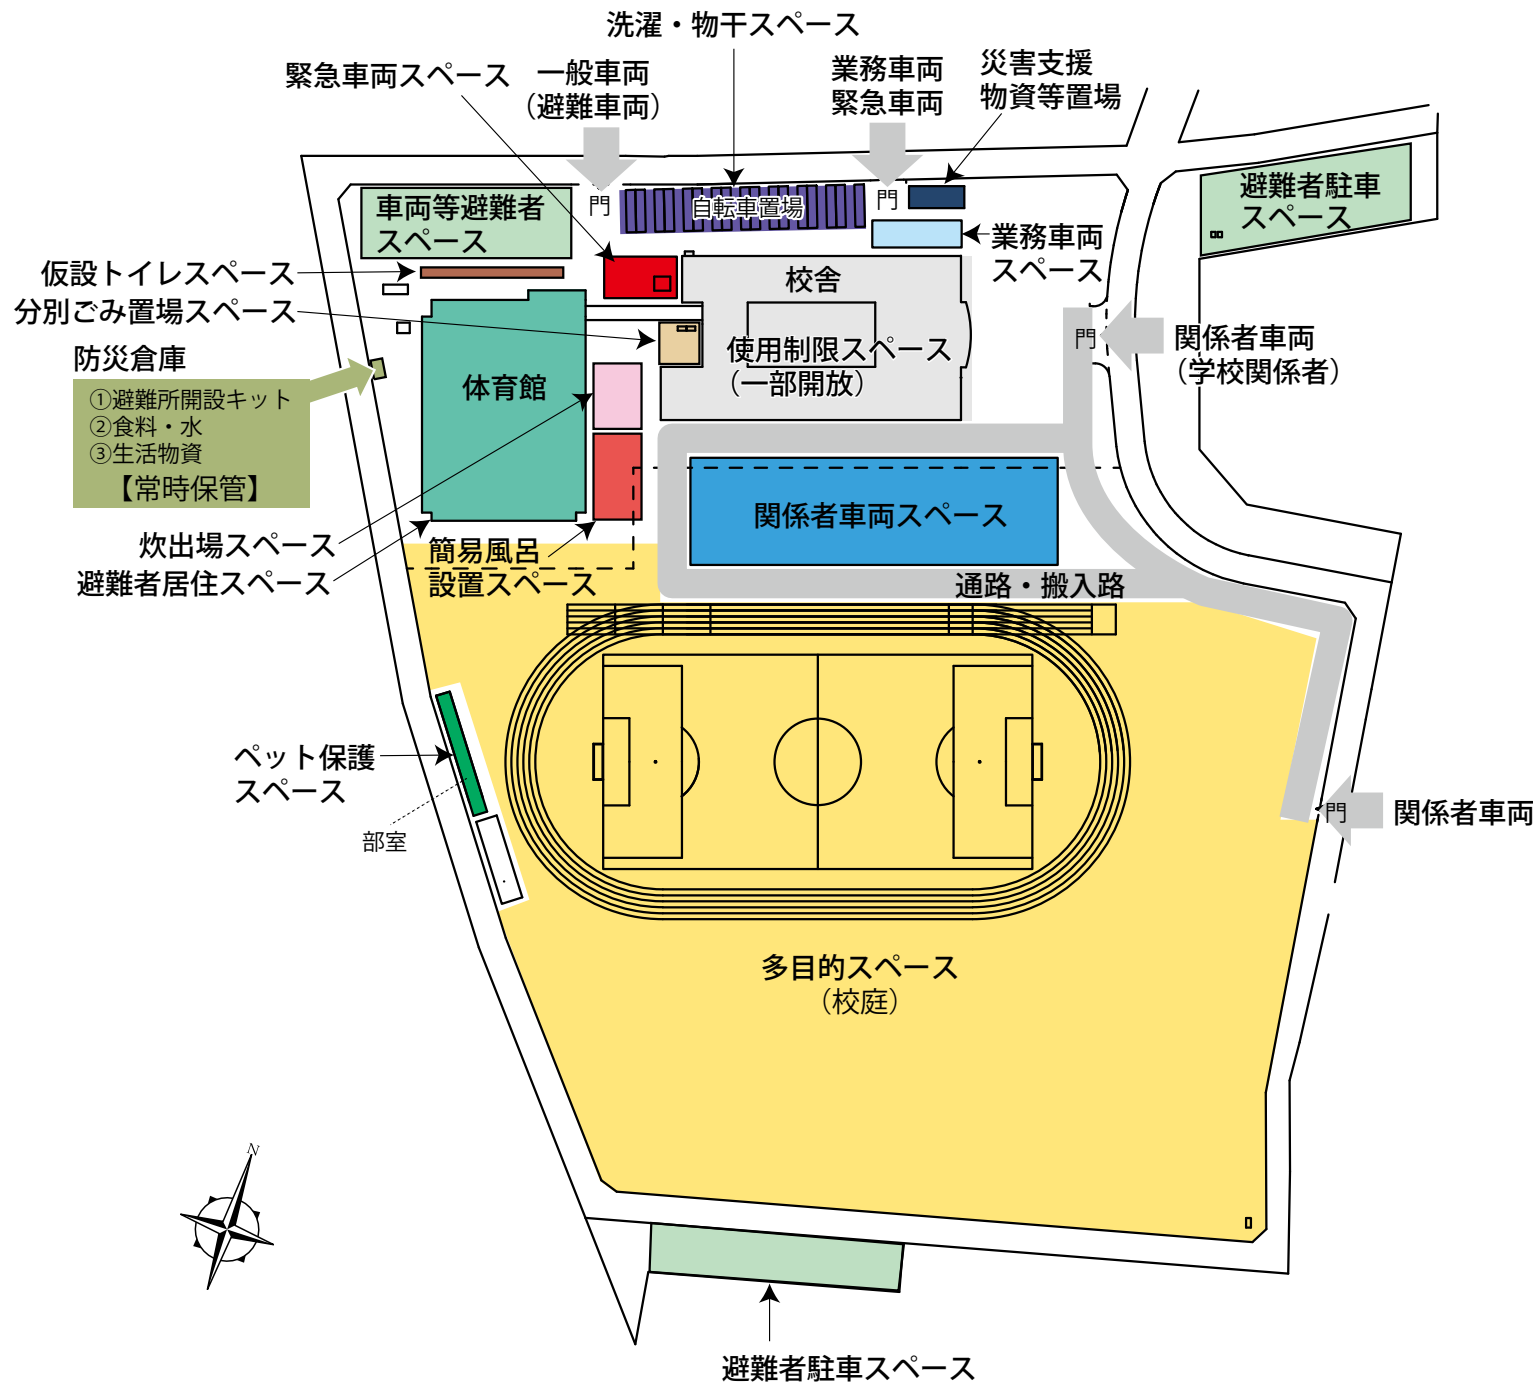 洗濯・物干スペース
緊急車両スペース
一般車両
（避難車両）
業務車両
緊急車両
災害支援
物資等置場
車両等避難者
スペース
門
自転車置場
門
避難者駐車
スペース
業務車両
スペース
仮設トイレスペース
分別ごみ置場スペース
校舎
使用制限スペース
（一部開放）
門
関係者車両
（学校関係者）
防災倉庫
①避難所開設キット
②食料・水
③生活物資
【常時保管】
体育館
関係者車両スペース
炊出場スペース
避難者居住スペース
簡易風呂
設置スペース
通路・搬入路
ペット保護
スペース
部室
門
関係者車両
多目的スペース
（校庭）
N
避難者駐車スペース